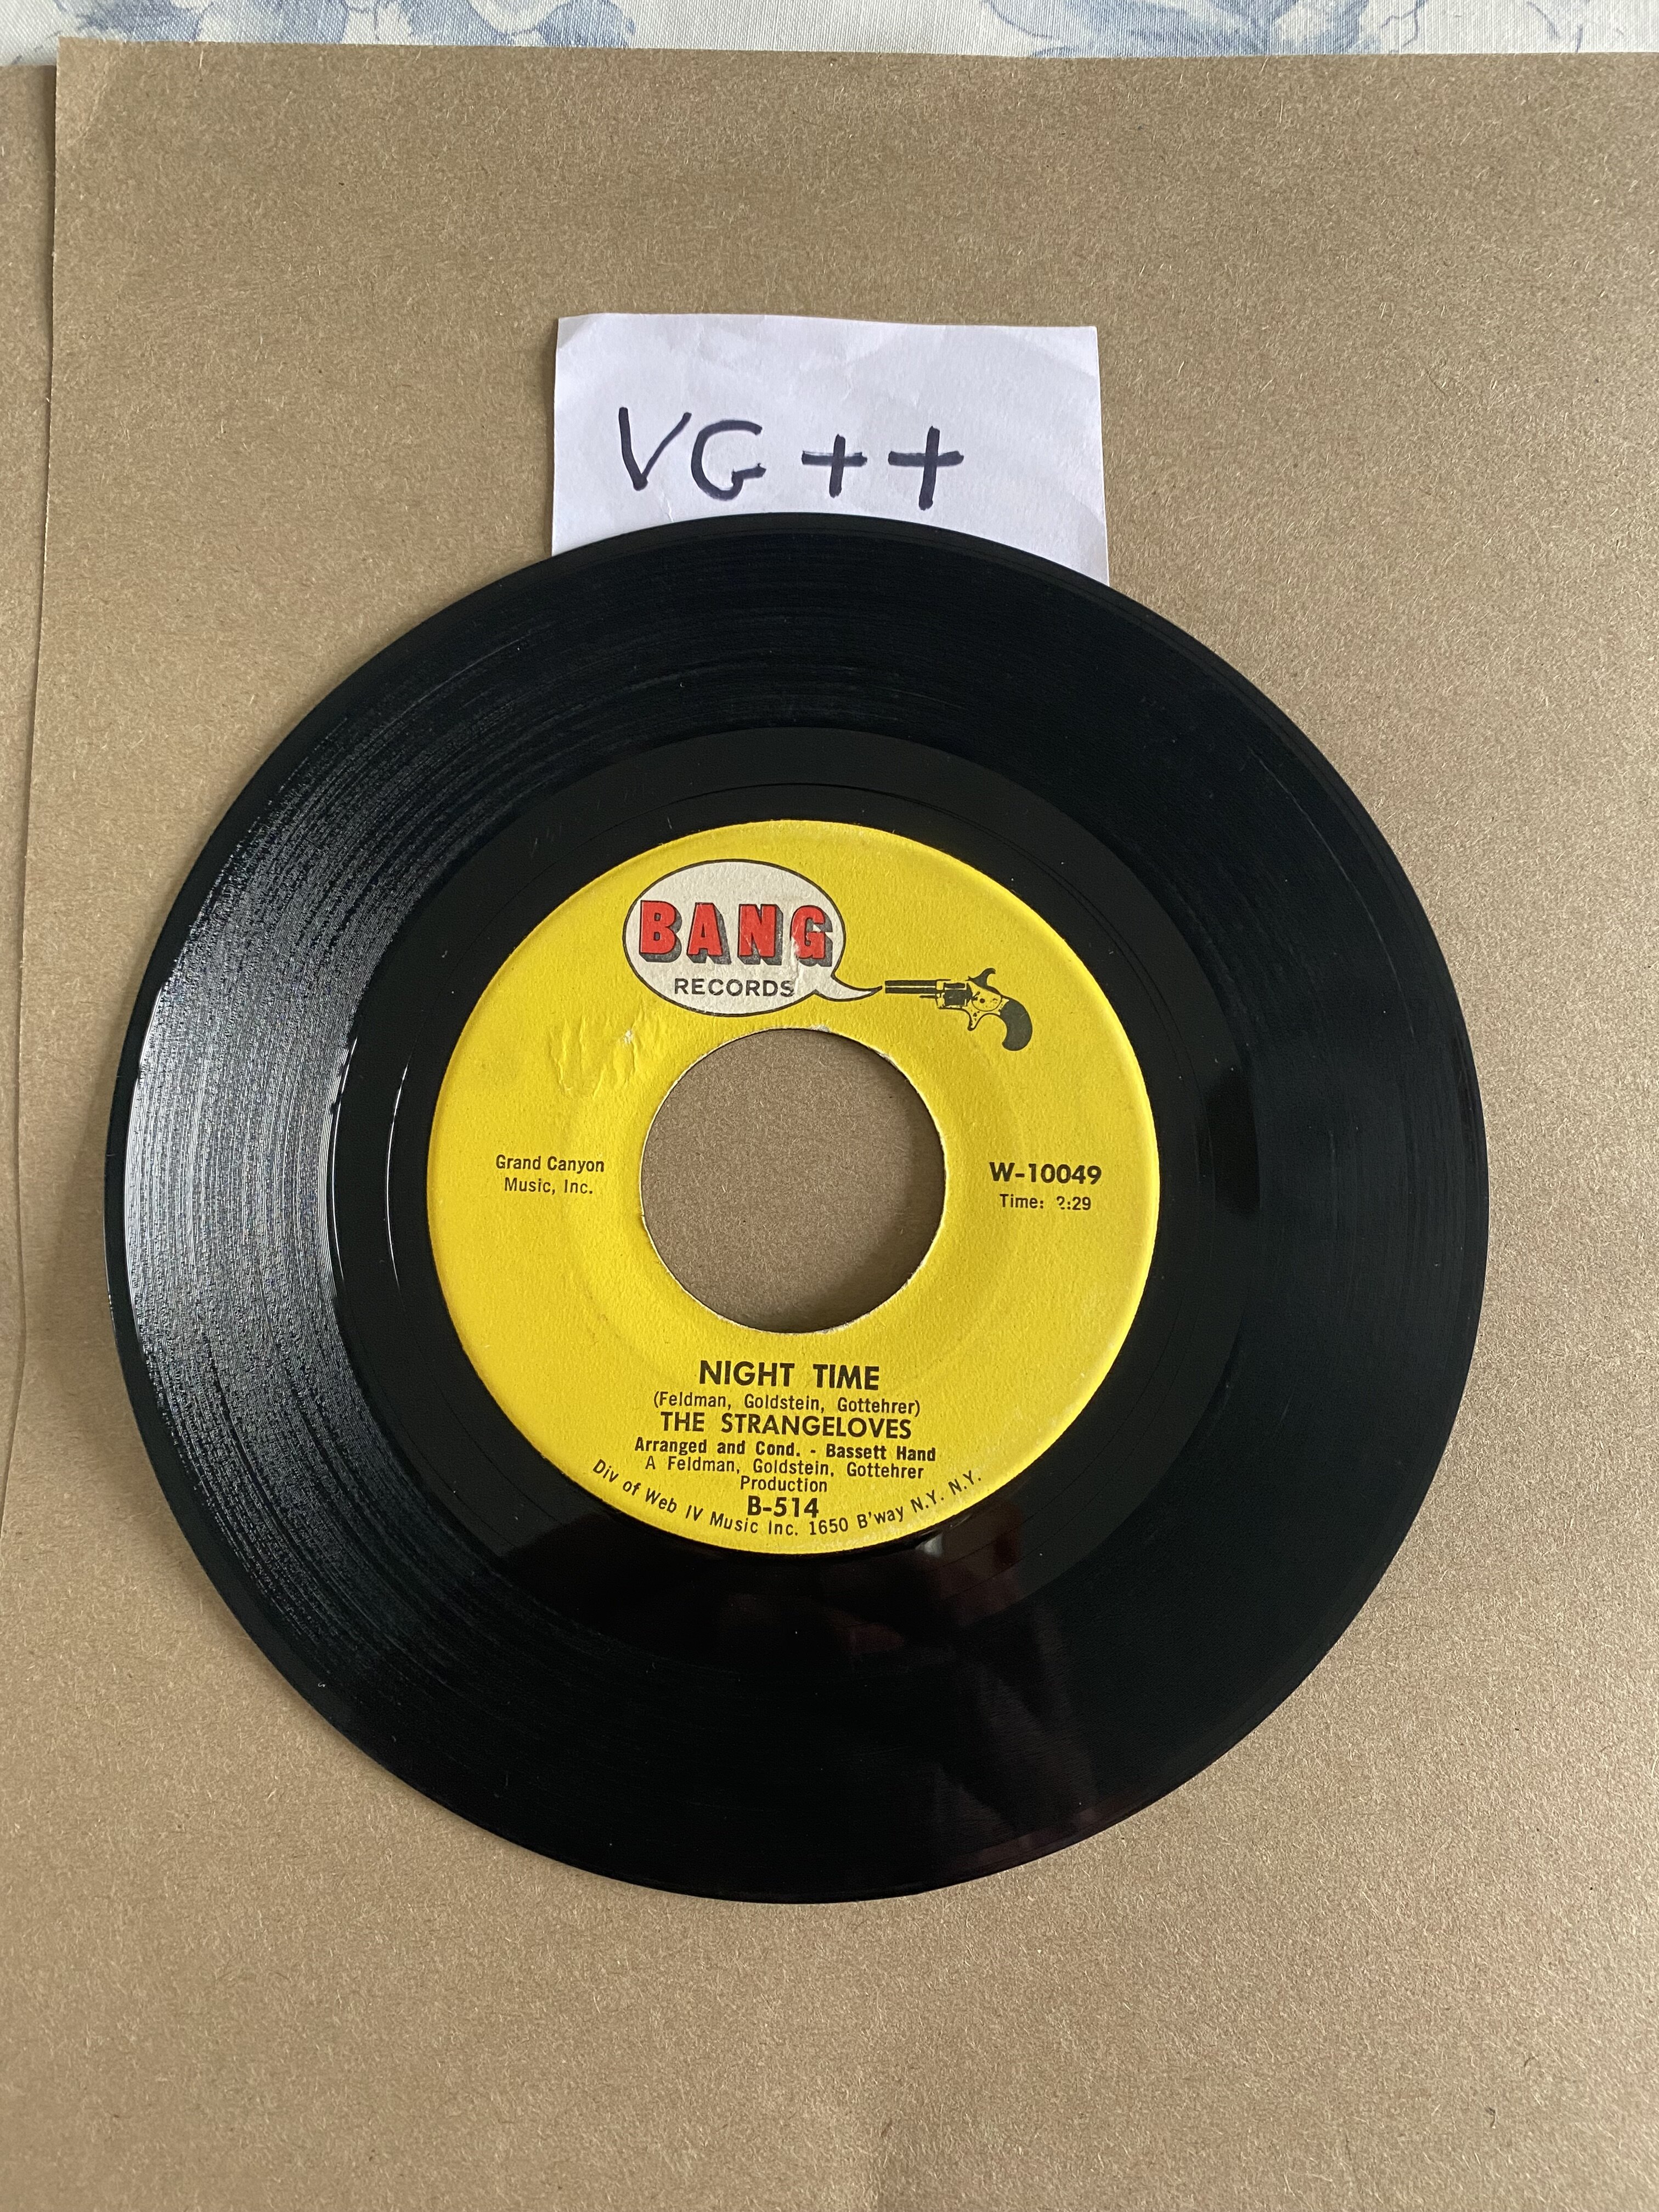 VG++
BANG
RECORDS
Grand Canyon
Music, Inc.
W-10049
Time: 2:29
NIGHT TIME
(Feldman, Goldstein, Gottehrer)
THE STRANGELOVES
Arranged and Cond. - Bassett Hand
A Feldman, Goldstein, Gottehrer
Production
B-514
Div of Web IV Music Inc. 1650 B'way N.Y. N.Y.